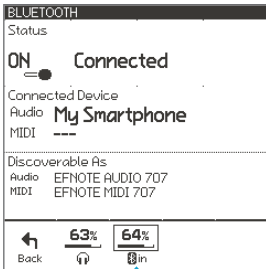 BLUETOOTH
Status
ON Connected
Connected Device
Audio My Smartphone
MIDI ---
Discoverable As
Audio EFNOTE AUDIO 707
MIDI EFNOTE MIDI 707
63% 64%
Back in